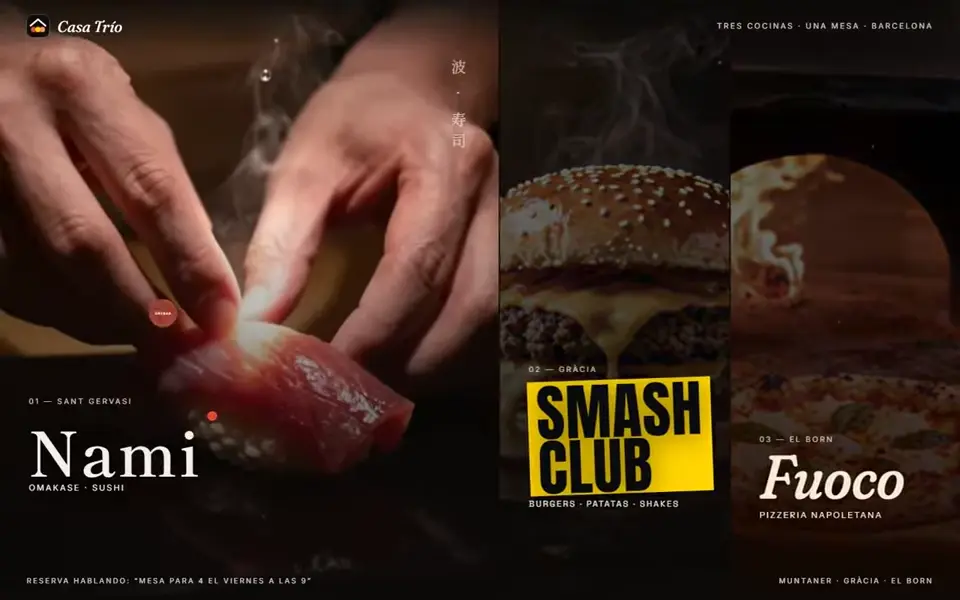 Casa Trío
TRES COCINAS · UNA MESA · BARCELONA
波・寿司
01 — SANT GERVASI
Nami
OMAKASE · SUSHI
02 — GRÀCIA
SMASH
CLUB
BURGERS · PATATAS · SHAKES
03 — EL BORN
Fuoco
PIZZERIA NAPOLETANA
RESERVA HABLANDO: "MESA PARA 4 EL VIERNES A LAS 9"
MUNTANER · GRÀCIA · EL BORN